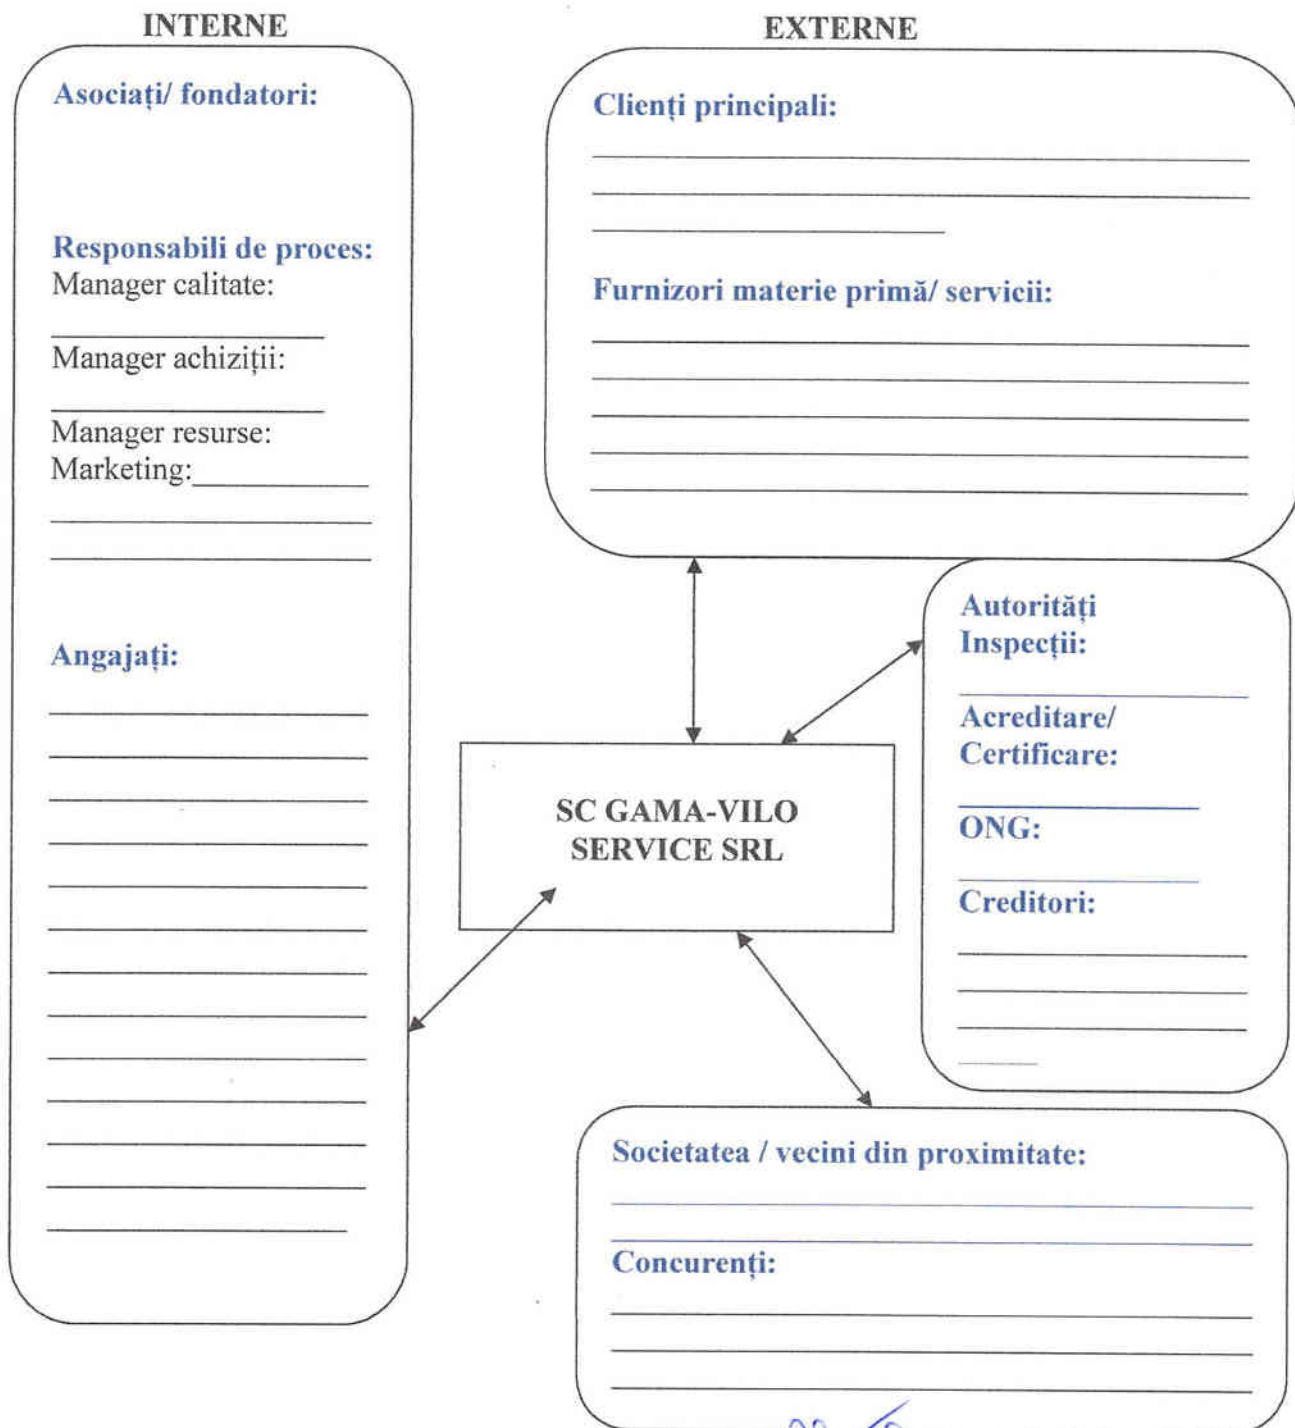 INTERNE
Asociați/ fondatori:
Responsabili de proces:
Manager calitate:
Manager achiziții:
Manager resurse:
Marketing:
Angajați:
EXTERNE
Clienți principali:
Furnizori materie primă/ servicii:
Autorități
Inspecții:
Acreditare/
Certificare:
ONG:
Creditori:
SC GAMA-VILO
SERVICE SRL
Societatea / vecini din proximitate:
Concurenți: